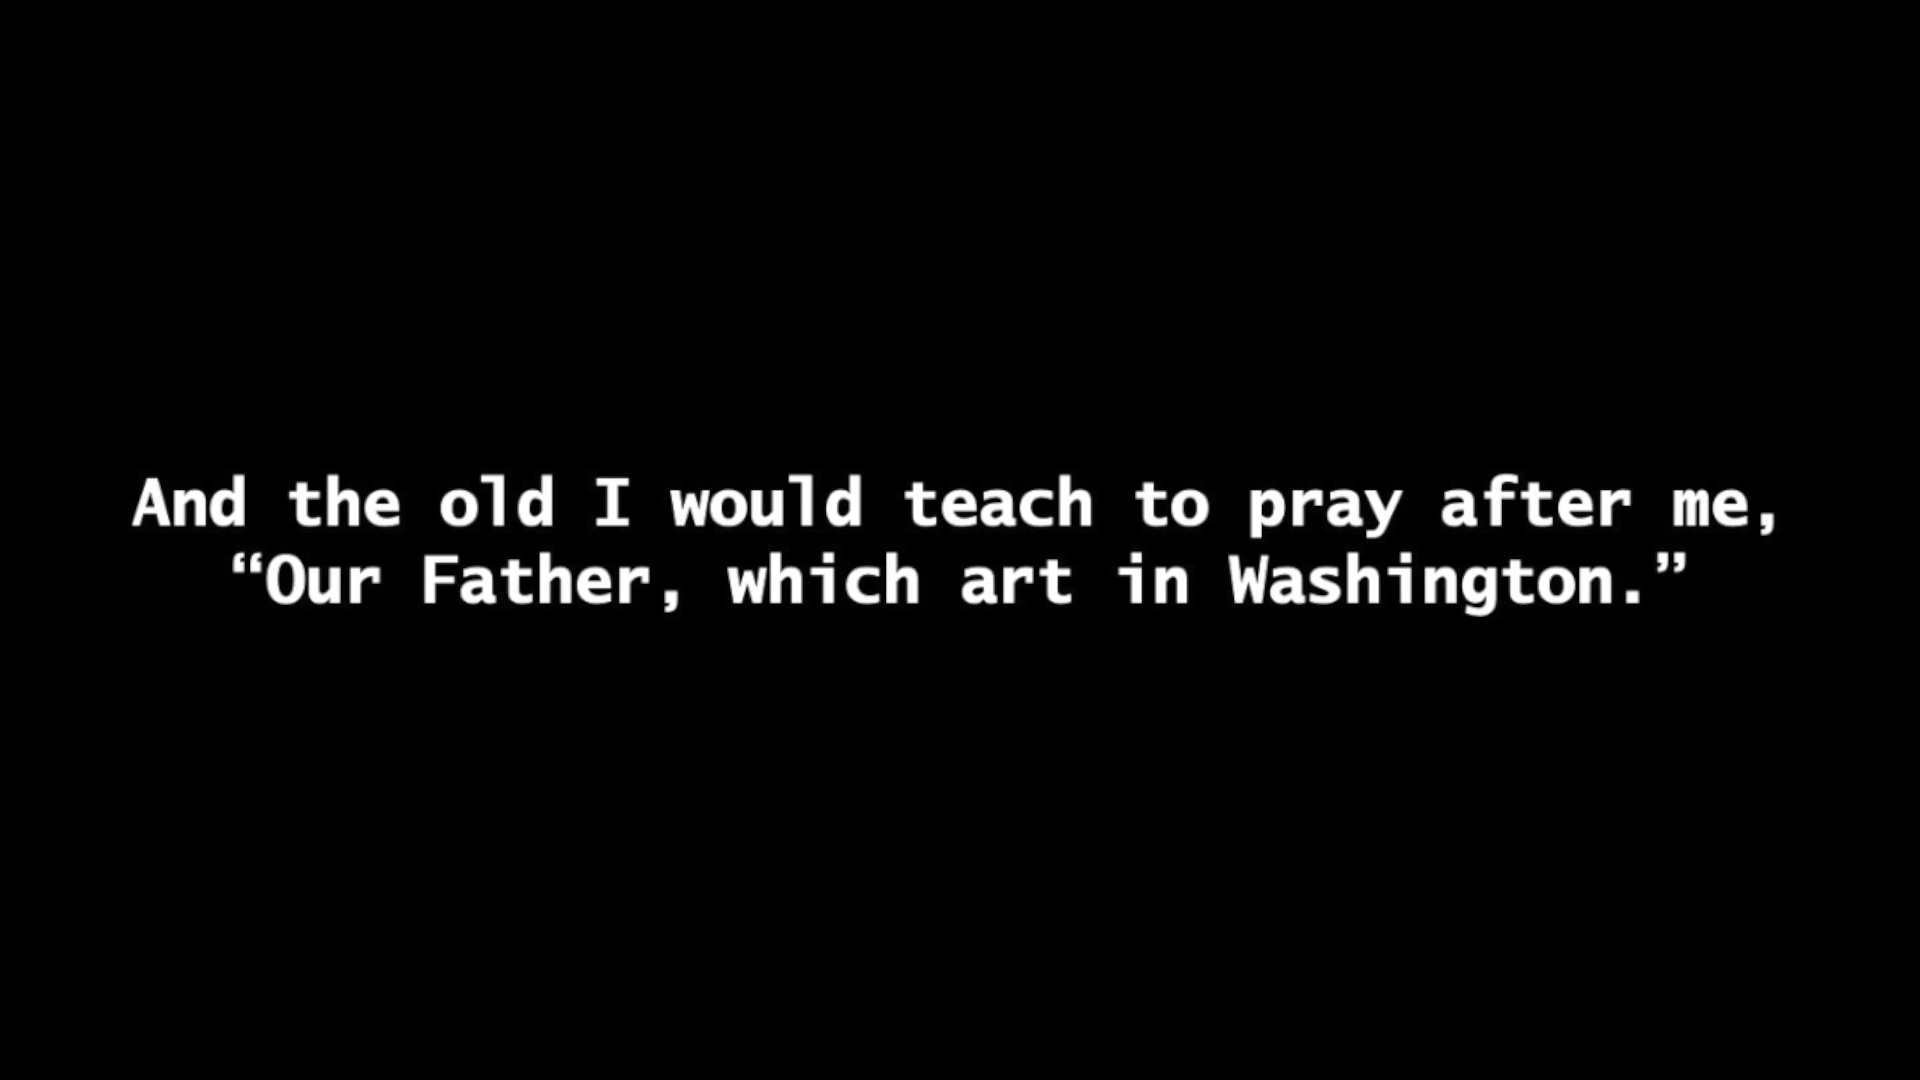 And the old I would teach to pray after me,
“Our Father, which art in Washington.”